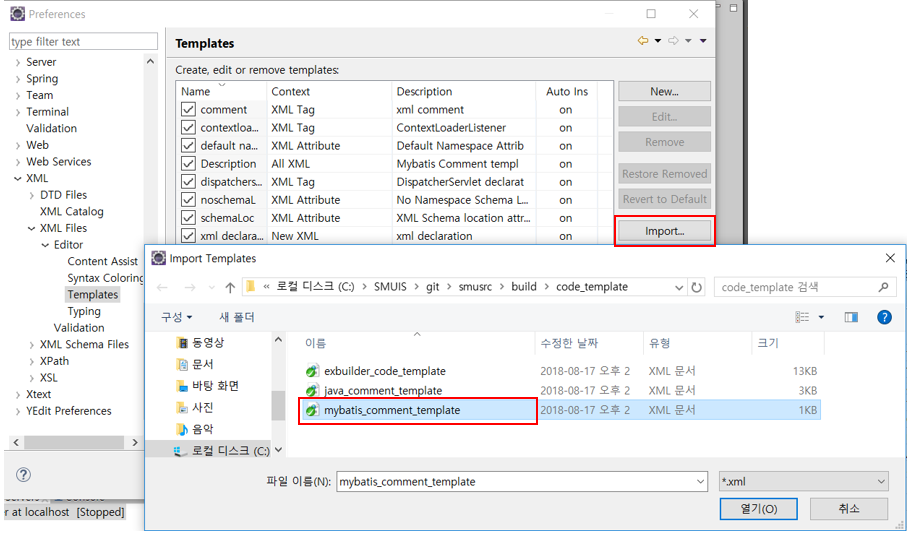 Preferences
type filter text
Server
Spring
Team
Terminal
Validation
Web
Web Services
XML
DTD Files
XML Catalog
XML Files
Editor
Content Assist
Syntax Coloring
Templates
Typing
Validation
XML Schema Files
XPath
XSL
Xtext
YEdit Preferences
Templates
Create, edit or remove templates:
Name Context Description Auto Ins
comment XML Tag xml comment on
contextloa... XML Tag ContextLoaderListener on
default na... XML Attribute Default Namespace Attrib on
Description All XML Mybatis Comment templ on
dispatchers... XML Tag DispatcherServlet declarat on
noschemaL XML Attribute No Namespace Schema L... on
schemaLoc XML Attribute XML Schema location attr... on
xml declara... New XML xml declaration on
New...
Edit...
Remove
Restore Removed
Revert to Default
Import...
Import Templates
« 로컬 디스크 (C:) > SMUIS > git > smusrc > build > code_template
code_template 검색
구성 새 폴더
동영상
문서
바탕 화면
사진
음악
로컬 디스크 (C:)
이름 수정한 날짜 유형 크기
exbuilder_code_template 2018-08-17 오후 2 XML 문서 13KB
java_comment_template 2018-08-17 오후 2 XML 문서 3KB
mybatis_comment_template 2018-08-17 오후 2 XML 문서 1KB
파일 이름(N): mybatis_comment_template *.xml
열기(O) 취소
er at localhost [Stopped]